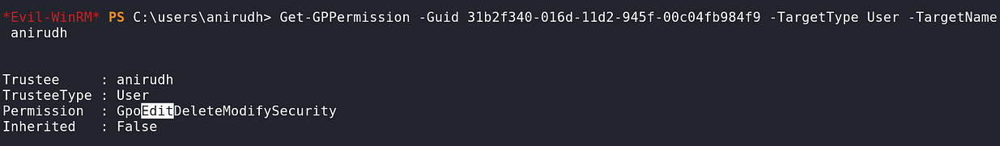 *Evil-WinRM* PS C:\users\anirudh> Get-GPPermission -Guid 31b2f340-016d-11d2-945f-00c04fb984f9 -TargetType User -TargetName
anirudh
Trustee : anirudh
TrusteeType : User
Permission : GpoEditDeleteModifySecurity
Inherited : False